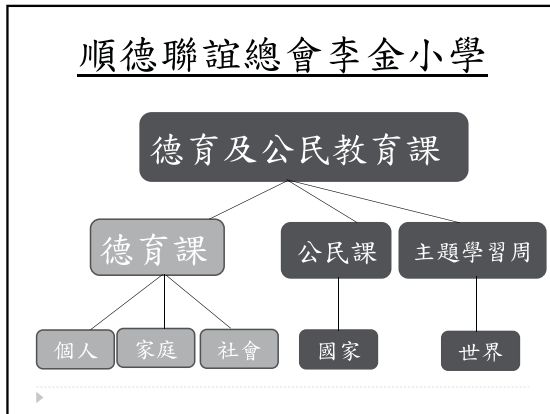 順德聯誼總會李金小學
德育及公民教育課
德育課
公民課
主題學習周
個人
家庭
社會
國家
世界